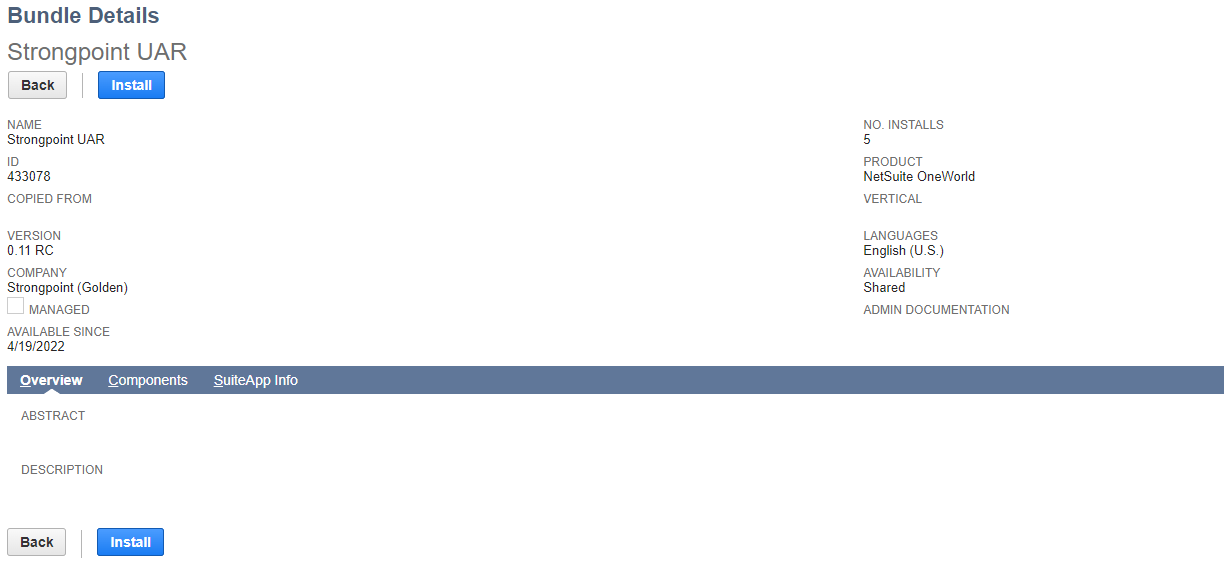 Bundle Details
Strongpoint UAR
Back Install
NAME
Strongpoint UAR
ID
433078
COPIED FROM
VERSION
0.11 RC
COMPANY
Strongpoint (Golden)
MANAGED
AVAILABLE SINCE
4/19/2022
NO. INSTALLS
5
PRODUCT
NetSuite OneWorld
VERTICAL
LANGUAGES
English (U.S.)
AVAILABILITY
Shared
ADMIN DOCUMENTATION
Overview Components SuiteApp Info
ABSTRACT
DESCRIPTION
Back Install